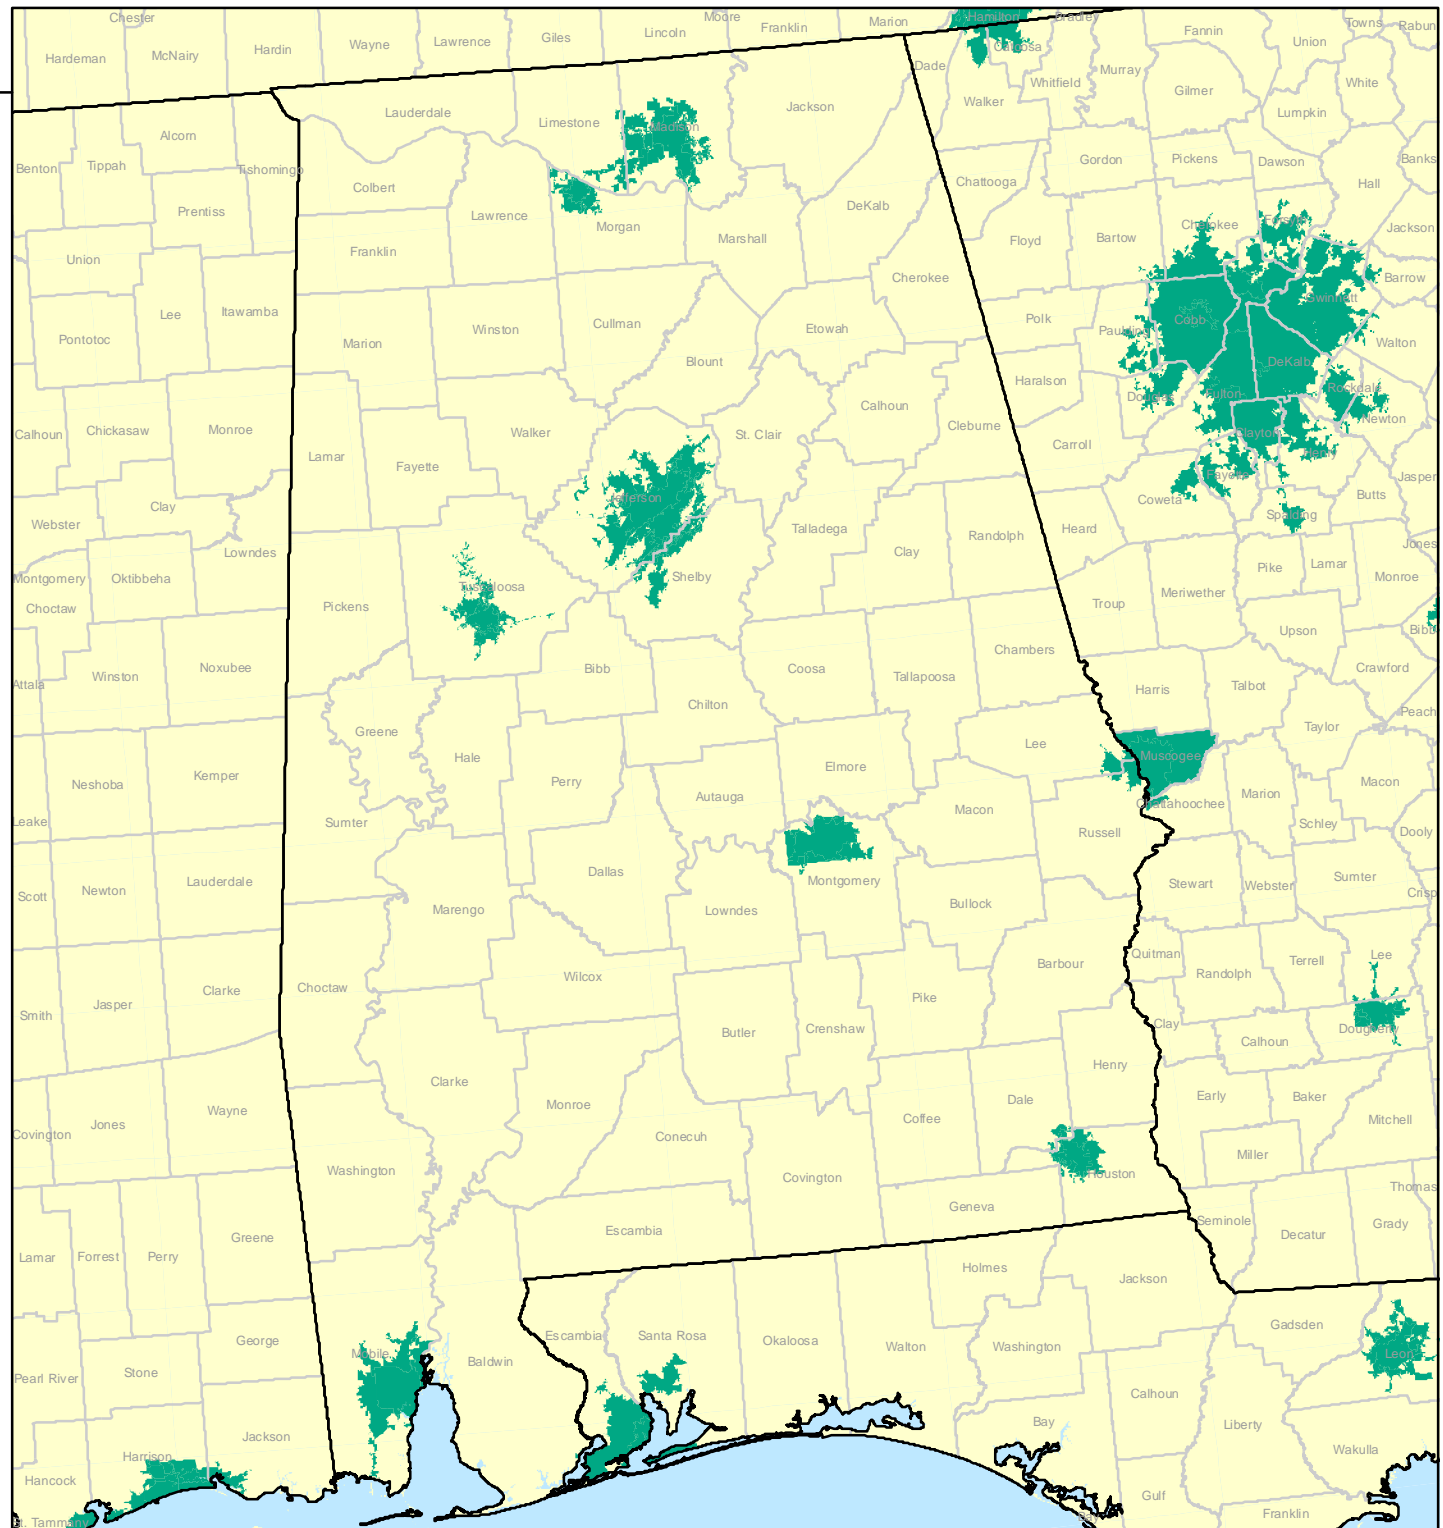 Chester
Moore
Marion
Hamilton
Bradley
Hardeman
McNairy
Hardin
Wayne
Lawrence
Giles
Lincoln
Franklin
Catoosa
Fannin
Towns
Rabun
Union
Dade
Walker
Whitfield
Murray
Gilmer
White
Lumpkin
Alcorn
Lauderdale
Limestone
Madison
Jackson
Benton
Tippah
Tishomingo
Colbert
Lawrence
Morgan
Marshall
DeKalb
Chattooga
Gordon
Pickens
Dawson
Banks
Hall
Prentiss
Franklin
Cherokee
Floyd
Bartow
Cherokee
Forsyth
Jackson
Barrow
Union
Lee
Itawamba
Pontotoc
Marion
Winston
Cullman
Blount
Etowah
Polk
Paulding
Cobb
Gwinnett
Walton
DeKalb
Haralson
Douglas
Fulton
Rockdale
Newton
Calhoun
Chickasaw
Monroe
Lamar
Fayette
Walker
Jefferson
St. Clair
Calhoun
Cleburne
Carroll
Clayton
Henry
Fayette
Coweta
Spalding
Butts
Jasper
Clay
Webster
Lowndes
Talladega
Clay
Randolph
Heard
Jones
Montgomery
Oktibbeha
Choctaw
Pickens
Tuscaloosa
Shelby
Troup
Meriwether
Pike
Lamar
Monroe
Upson
Bibb
Attala
Winston
Noxubee
Bibb
Coosa
Tallapoosa
Chambers
Harris
Talbot
Crawford
Peach
Taylor
Greene
Hale
Chilton
Lee
Muscogee
Chattahoochee
Marion
Macon
Neshoba
Kemper
Leake
Sumter
Perry
Autauga
Elmore
Macon
Russell
Schley
Dooly
Scott
Newton
Lauderdale
Marengo
Dallas
Lowndes
Montgomery
Bullock
Stewart
Webster
Sumter
Crisp
Smith
Jasper
Clarke
Choctaw
Wilcox
Butler
Crenshaw
Pike
Barbour
Quitman
Randolph
Terrell
Lee
Clay
Calhoun
Dougherty
Covington
Jones
Wayne
Clarke
Monroe
Conecuh
Coffee
Dale
Henry
Early
Baker
Mitchell
Miller
Washington
Covington
Houston
Geneva
Escambia
Seminole
Decatur
Grady
Thomas
Lamar
Forrest
Perry
Greene
Holmes
Jackson
Pearl River
Stone
George
Mobile
Baldwin
Escambia
Santa Rosa
Okaloosa
Walton
Washington
Gadsden
Leon
Calhoun
Liberty
Bay
Wakulla
Hancock
Harrison
Jackson
Gulf
Franklin
St. Tammany
Bay